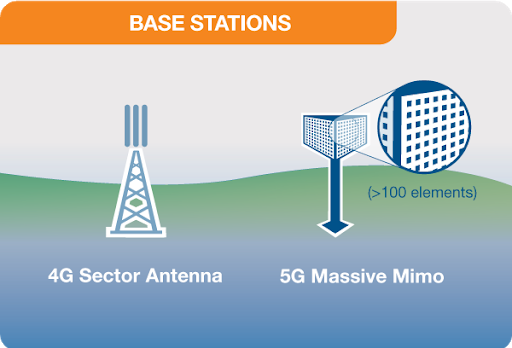 BASE STATIONS
(>100 elements)
4G Sector Antenna
5G Massive Mimo